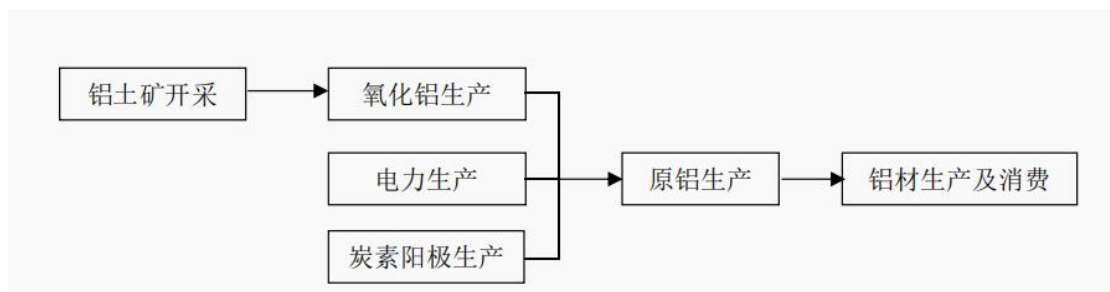 铝土矿开采
氧化铝生产
电力生产
原铝生产
铝材生产及消费
炭素阳极生产